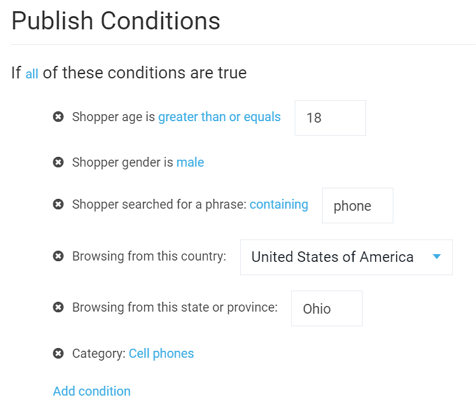 Publish Conditions
If all of these conditions are true
Shopper age is greater than or equals 18
Shopper gender is male
Shopper searched for a phrase: containing phone
Browsing from this country: United States of America
Browsing from this state or province: Ohio
Category: Cell phones
Add condition